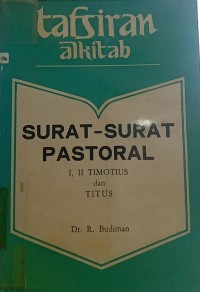 tafsiran
alkitab
SURAT-SURAT
PASTORAL
I, II TIMOTIUS
dan
TITUS
Dr. R. Budiman